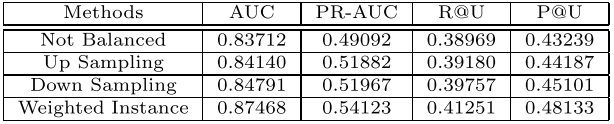 Methods AUC PR-AUC R@U P@U
Not Balanced 0.83712 0.49092 0.38969 0.43239
Up Sampling 0.84140 0.51882 0.39180 0.44187
Down Sampling 0.84791 0.51967 0.39757 0.45101
Weighted Instance 0.87468 0.54123 0.41251 0.48133